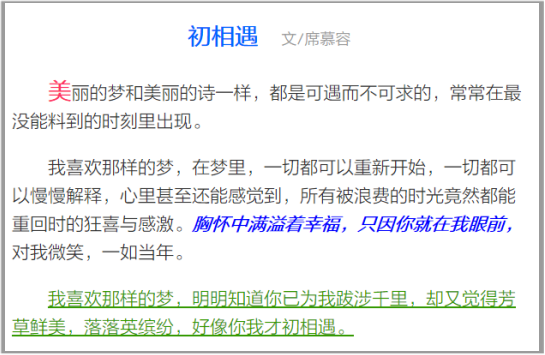 初相遇 文/席慕容
美丽的梦和美丽的诗一样，都是可遇而不可求的，常常在最
没能料到的时刻里出现。
我喜欢那样的梦，在梦里，一切都可以重新开始，一切都可
以慢慢解释，心里甚至还能感觉到，所有被浪费的时光竟然都能
重回时的狂喜与感激。胸怀中满溢着幸福，只因你就在我眼前，
对我微笑，一如当年。
我喜欢那样的梦，明明知道你已为我跋涉千里，却又觉得芳
草鲜美，落落英缤纷，好像你我才初相遇。